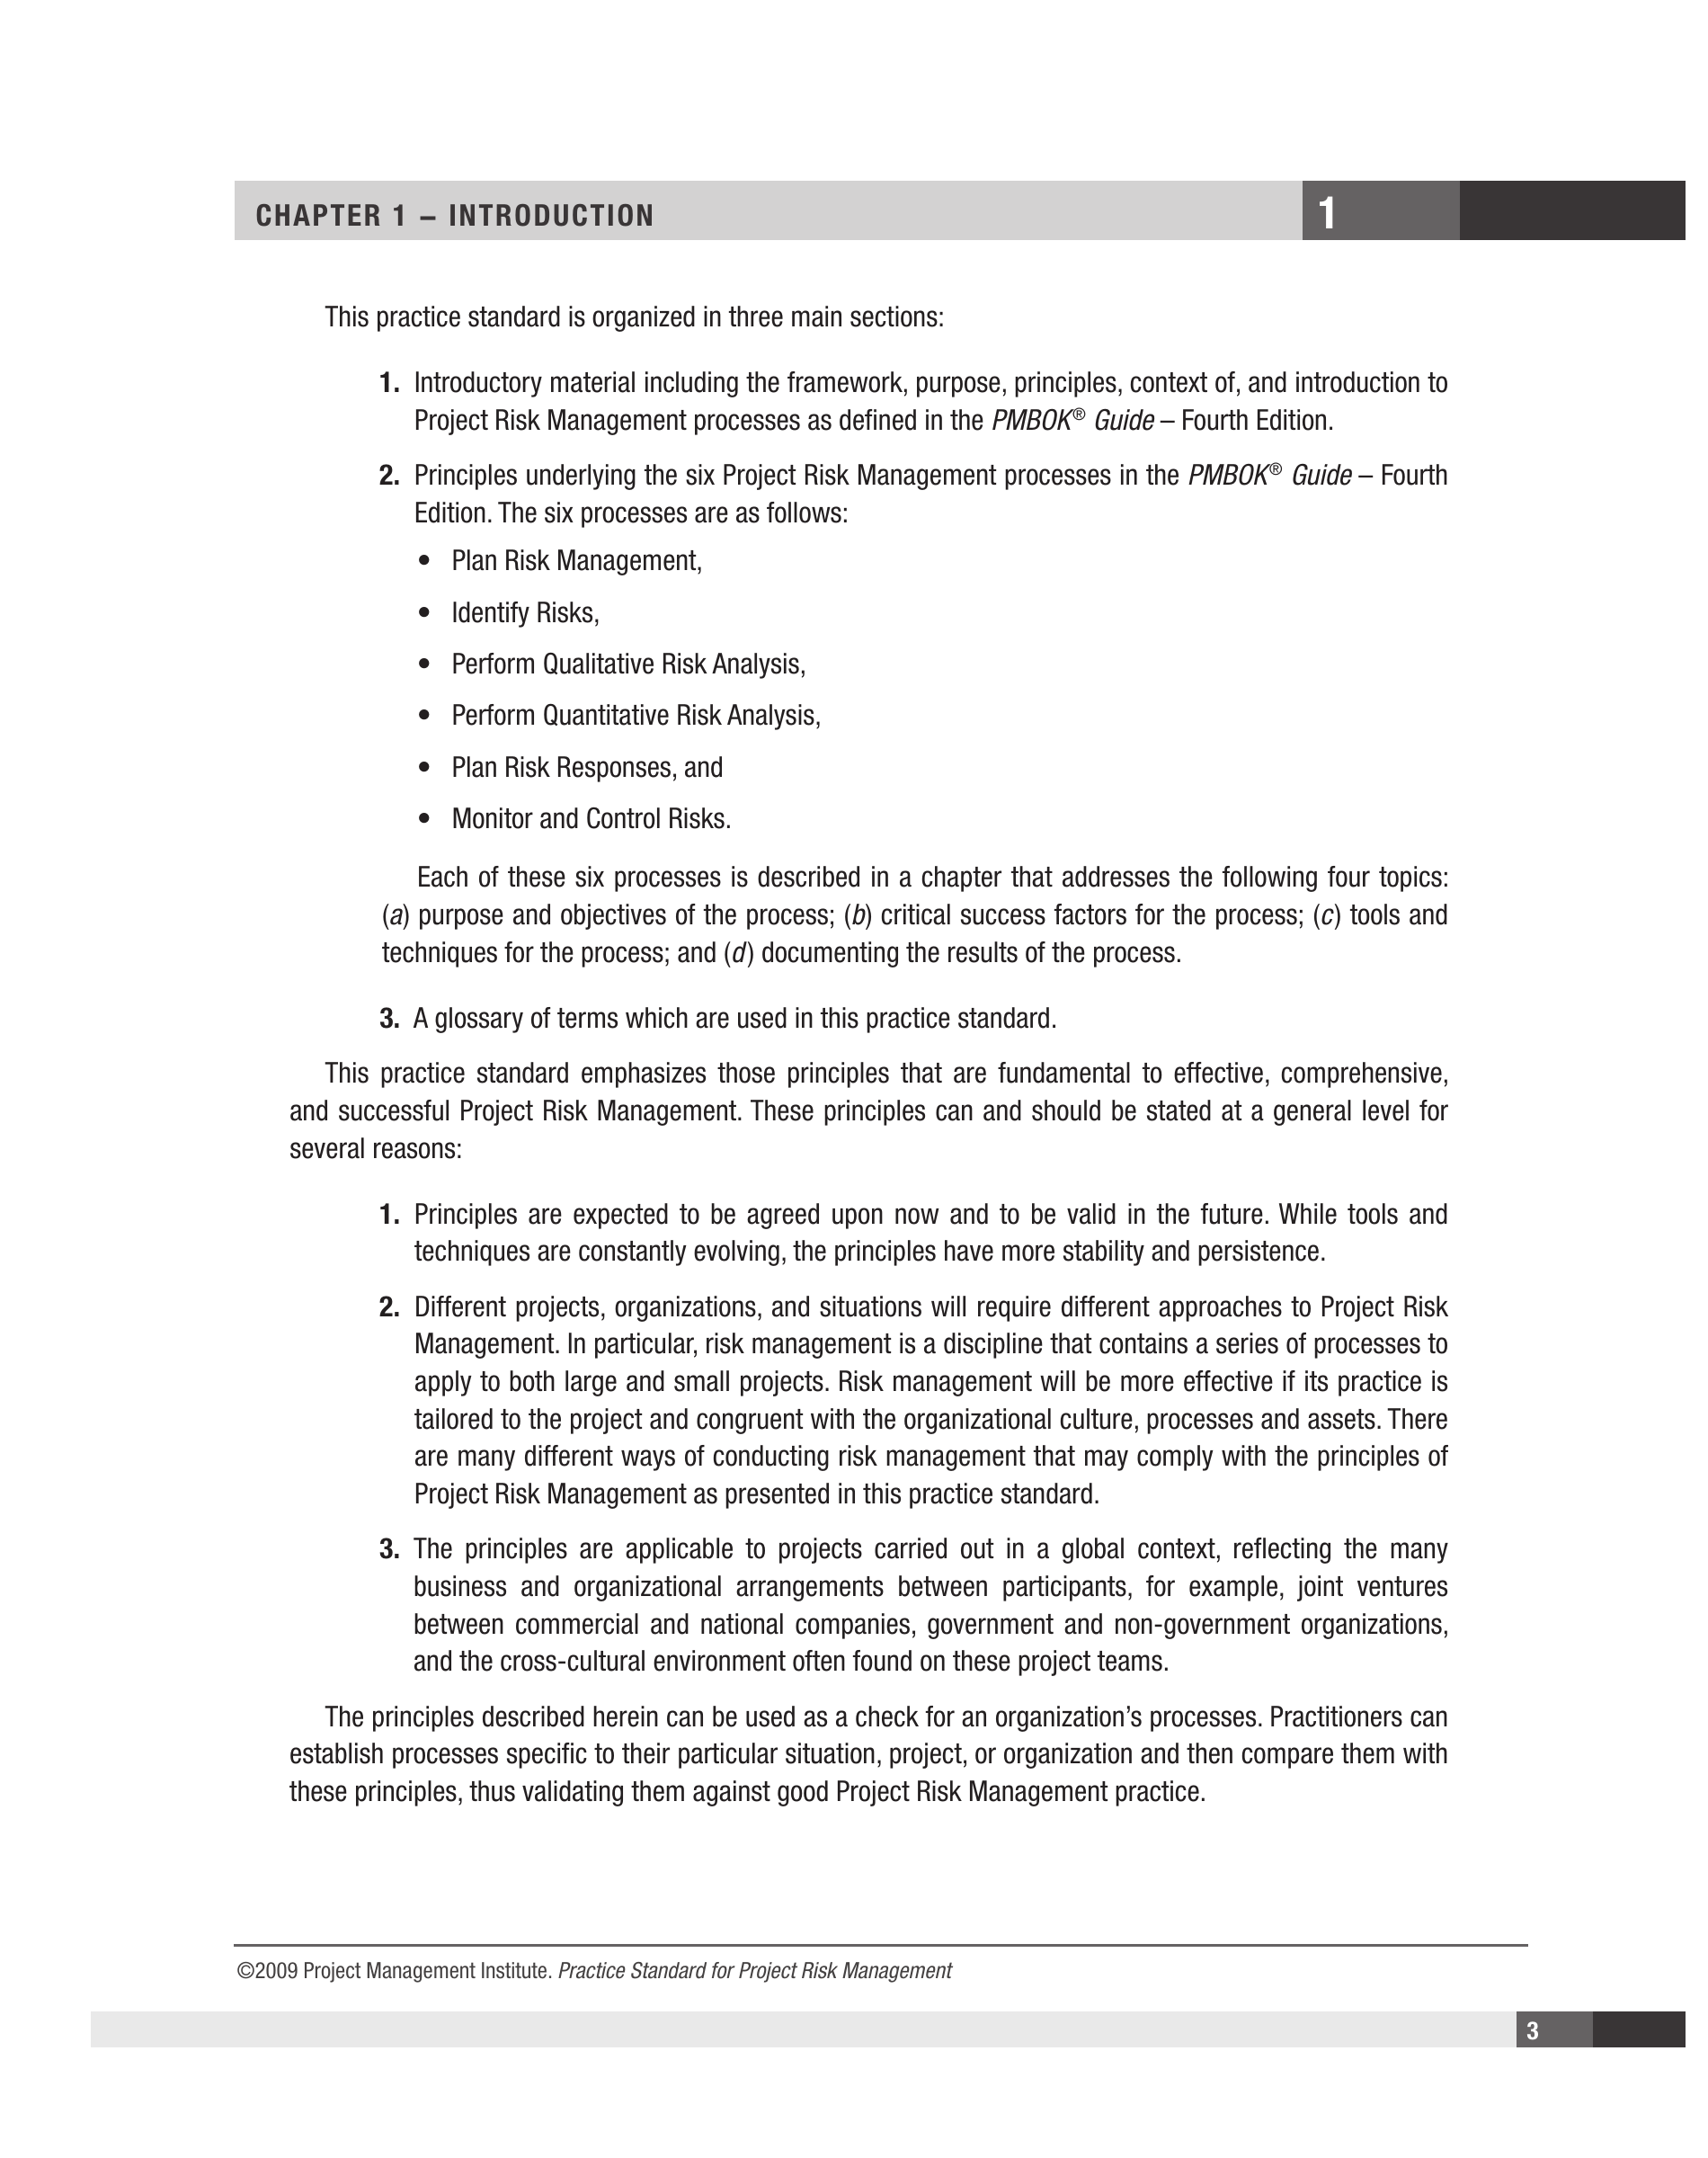 CHAPTER 1 – INTRODUCTION
1
This practice standard is organized in three main sections:
1. Introductory material including the framework, purpose, principles, context of, and introduction to
Project Risk Management processes as defined in the PMBOK® Guide – Fourth Edition.
2. Principles underlying the six Project Risk Management processes in the PMBOK® Guide – Fourth
Edition. The six processes are as follows:
• Plan Risk Management,
• Identify Risks,
• Perform Qualitative Risk Analysis,
• Perform Quantitative Risk Analysis,
• Plan Risk Responses, and
• Monitor and Control Risks.
Each of these six processes is described in a chapter that addresses the following four topics:
(a) purpose and objectives of the process; (b) critical success factors for the process; (c) tools and
techniques for the process; and (d) documenting the results of the process.
3. A glossary of terms which are used in this practice standard.
This practice standard emphasizes those principles that are fundamental to effective, comprehensive,
and successful Project Risk Management. These principles can and should be stated at a general level for
several reasons:
1. Principles are expected to be agreed upon now and to be valid in the future. While tools and
techniques are constantly evolving, the principles have more stability and persistence.
2. Different projects, organizations, and situations will require different approaches to Project Risk
Management. In particular, risk management is a discipline that contains a series of processes to
apply to both large and small projects. Risk management will be more effective if its practice is
tailored to the project and congruent with the organizational culture, processes and assets. There
are many different ways of conducting risk management that may comply with the principles of
Project Risk Management as presented in this practice standard.
3. The principles are applicable to projects carried out in a global context, reflecting the many
business and organizational arrangements between participants, for example, joint ventures
between commercial and national companies, government and non-government organizations,
and the cross-cultural environment often found on these project teams.
The principles described herein can be used as a check for an organization’s processes. Practitioners can
establish processes specific to their particular situation, project, or organization and then compare them with
these principles, thus validating them against good Project Risk Management practice.
©2009 Project Management Institute. Practice Standard for Project Risk Management
3